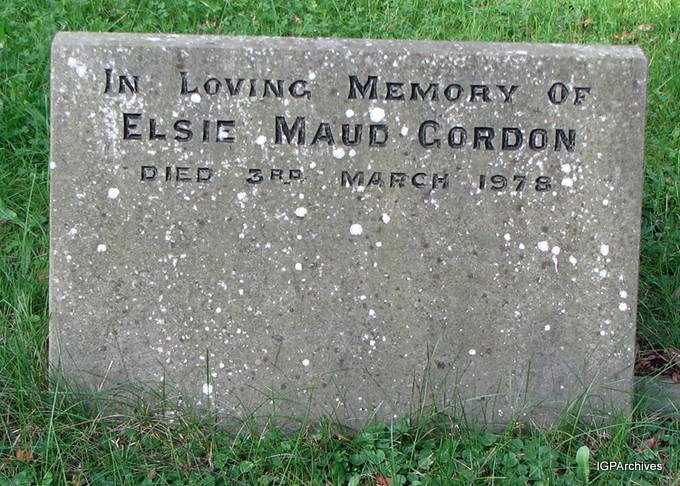 In Loving Memory Of
Elsie Maud Gordon
Died 3rd March 1978
IGPArchives